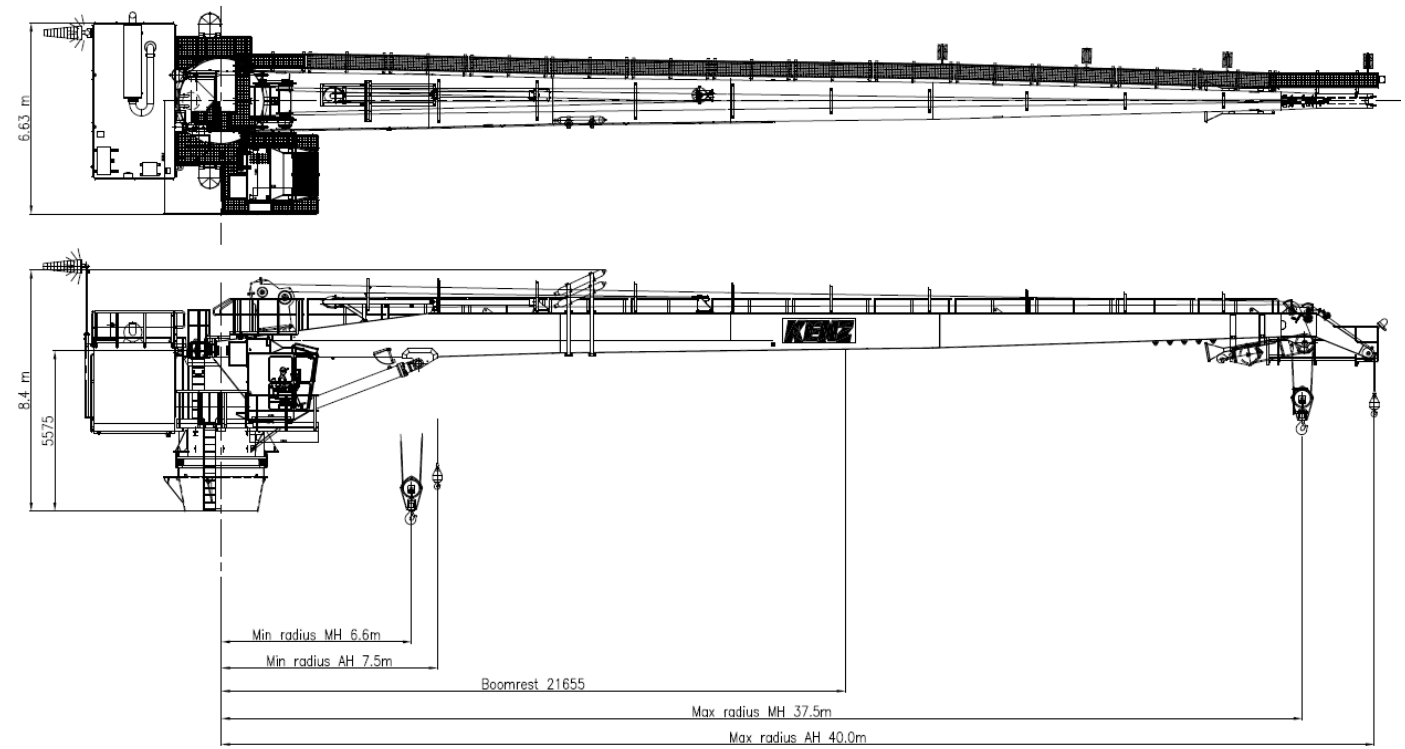 6.63 m
8.4 m
5575
KENZ
Min radius MH 6.6m
Min radius AH 7.5m
Boomrest 21655
Max radius MH 37.5m
Max radius AH 40.0m